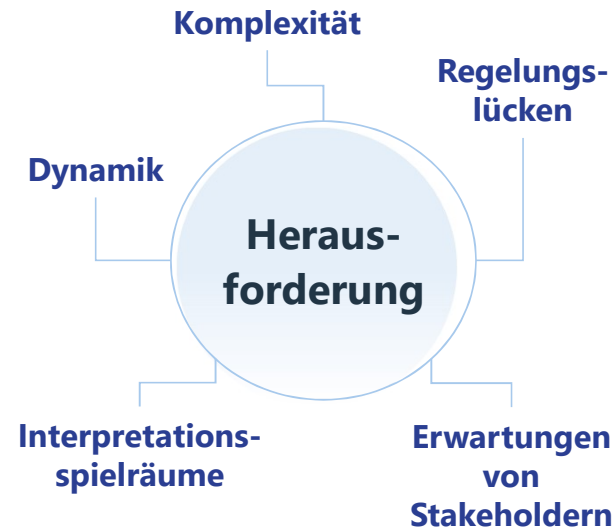 Komplexität
Regelungs-
lücken
Dynamik
Heraus-
forderung
Interpretations-
spielräume
Erwartungen
von
Stakeholdern